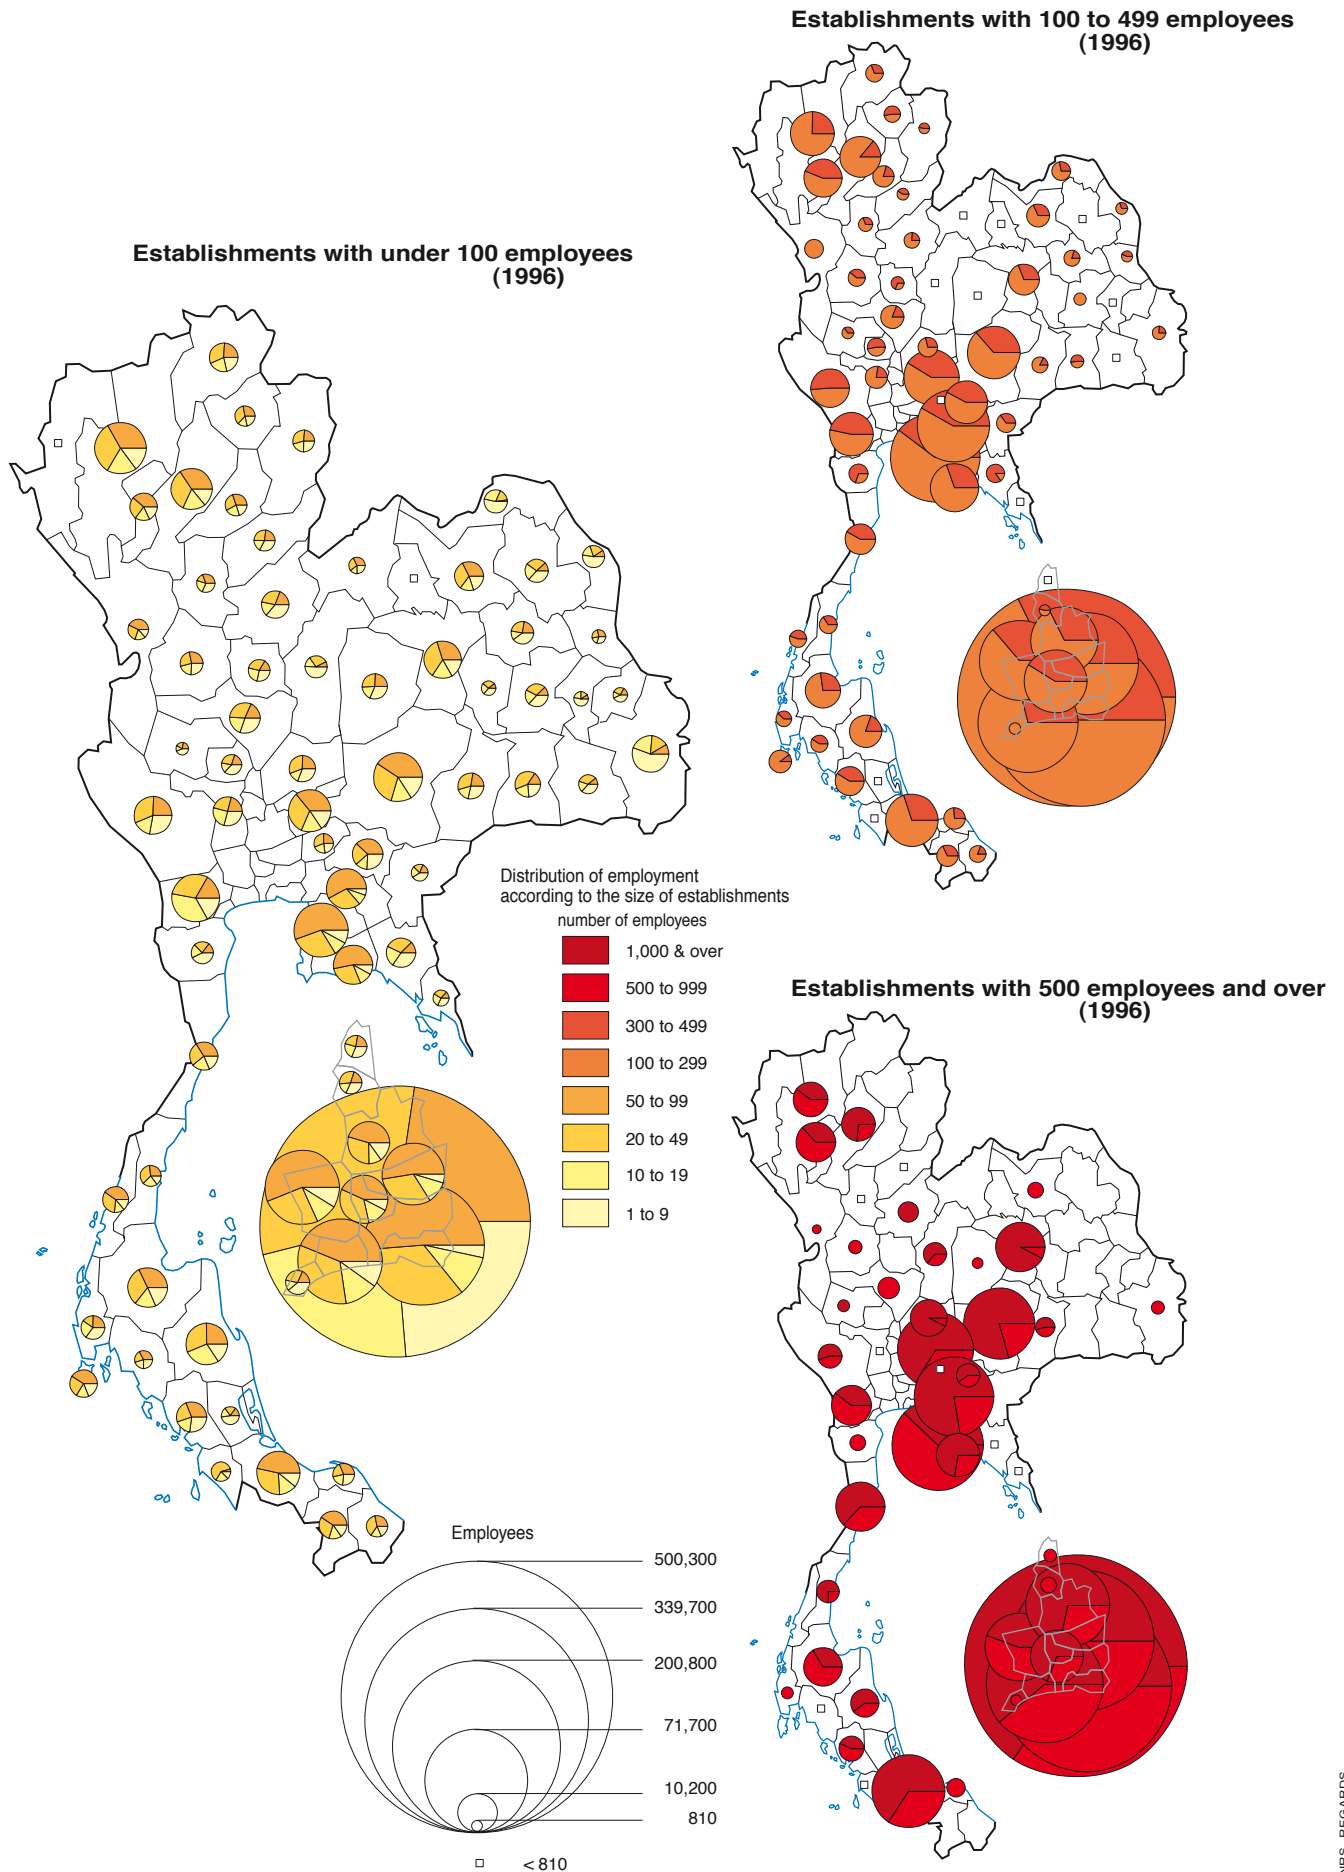 Establishments with 100 to 499 employees
(1996)
Establishments with under 100 employees
(1996)
Distribution of employment
according to the size of establishments
number of employees
1,000 & over
500 to 999
300 to 499
100 to 299
50 to 99
20 to 49
10 to 19
1 to 9
Establishments with 500 employees and over
(1996)
Employees
500,300
339,700
200,800
71,700
10,200
810
< 810
REGARDS